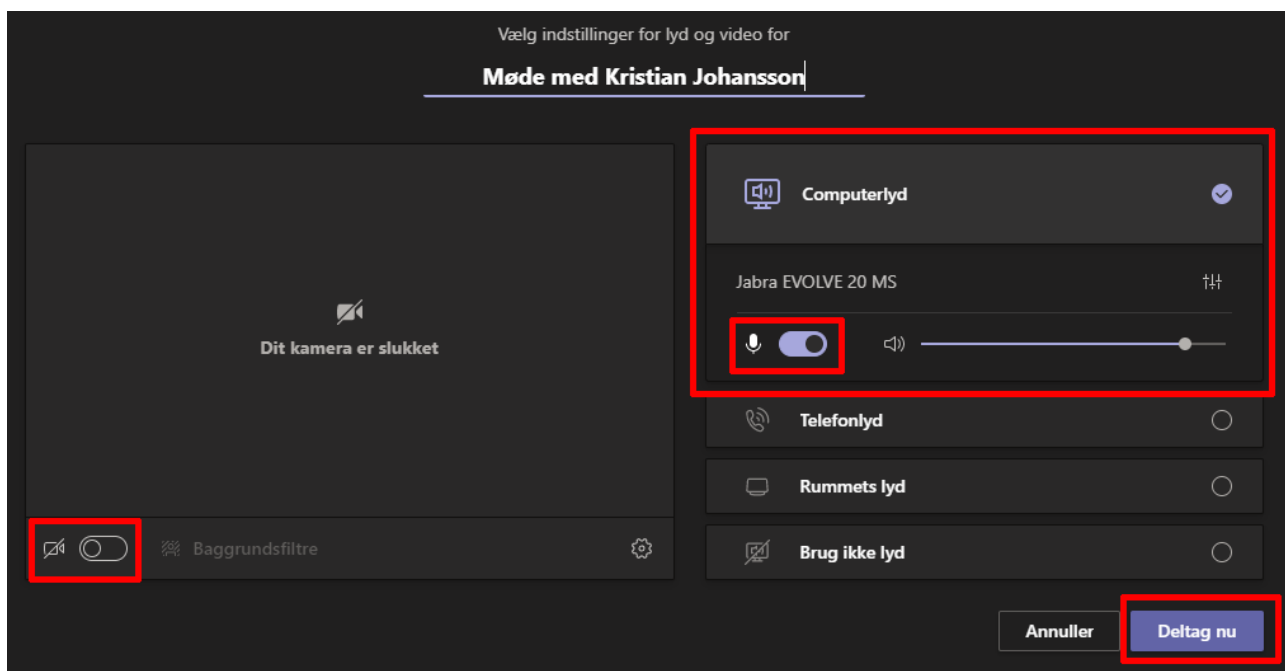 Vælg indstillinger for lyd og video for
Møde med Kristian Johansson
Dit kamera er slukket
Baggrundsfiltre
Computerlyd
Jabra EVOLVE 20 MS
Telefonlyd
Rummets lyd
Brug ikke lyd
Annuller
Deltag nu